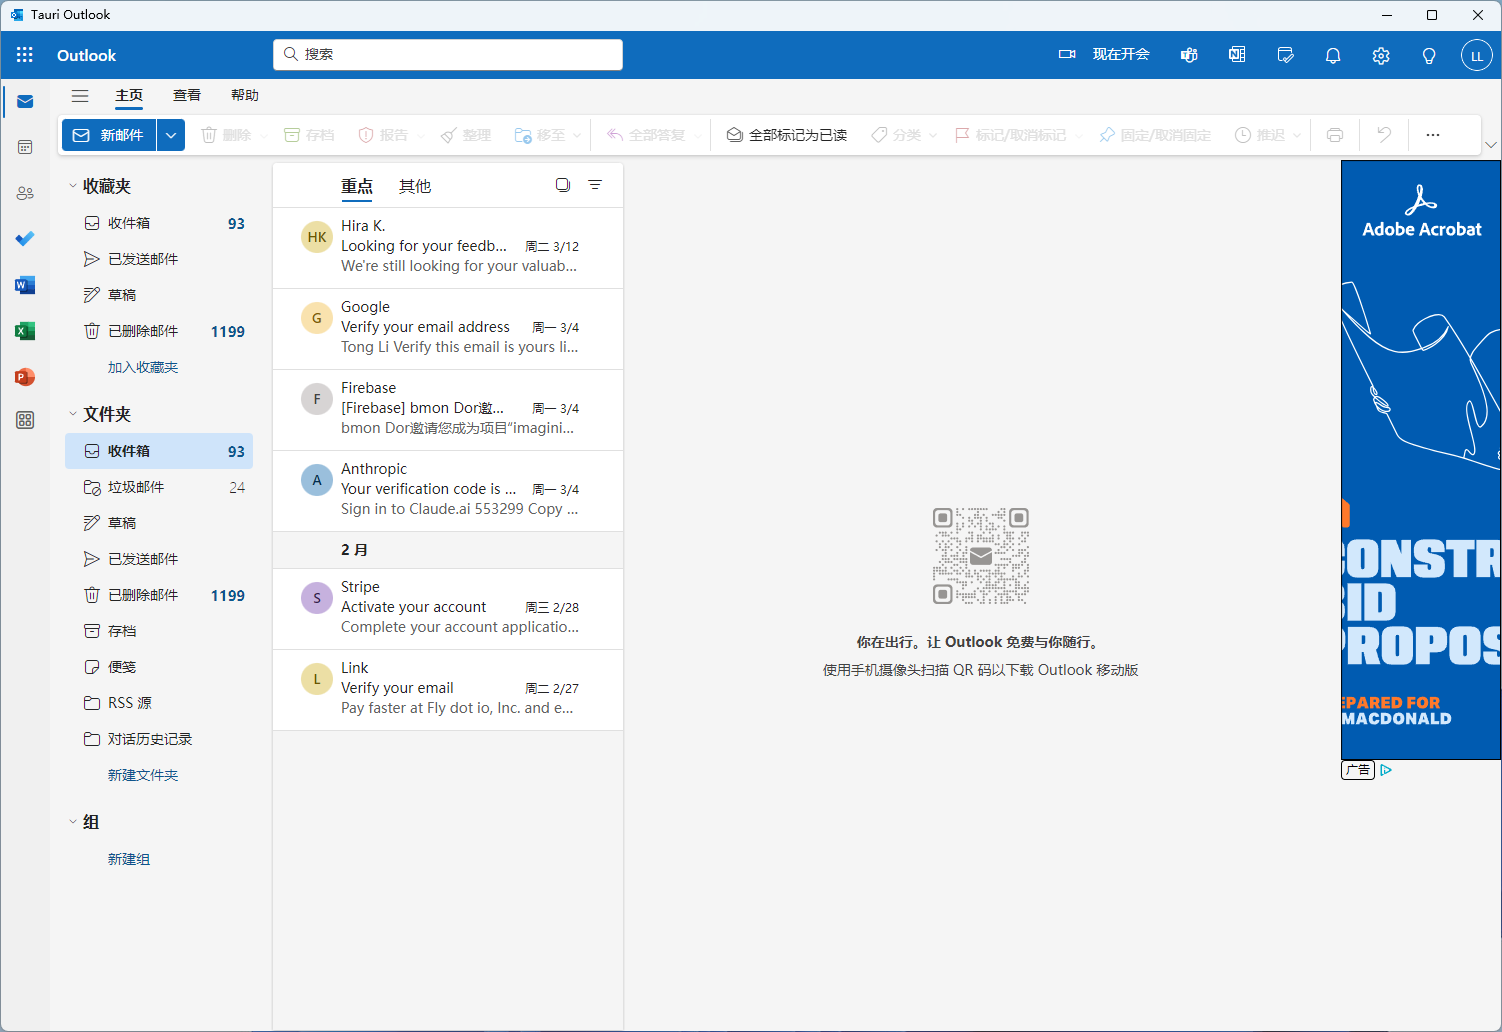 Tauri Outlook
Outlook
搜索
现在开会
LL
主页 查看 帮助
新邮件 删除 存档 报告 整理 移至 全部答复 全部标记为已读 分类 标记/取消标记 固定/取消固定 推迟
收藏夹
收件箱 93
已发送邮件
草稿
已删除邮件 1199
加入收藏夹
文件夹
收件箱 93
垃圾邮件 24
草稿
已发送邮件
已删除邮件 1199
存档
便笺
RSS 源
对话历史记录
新建文件夹
组
新建组
重点 其他
HK
Hira K.
Looking for your feedb... 周二 3/12
We're still looking for your valuab...
G
Google
Verify your email address 周一 3/4
Tong Li Verify this email is yours li...
F
Firebase
[Firebase] bmon Dor邀... 周一 3/4
bmon Dor邀请您成为项目“imagini...
A
Anthropic
Your verification code is ... 周一 3/4
Sign in to Claude.ai 553299 Copy ...
2 月
S
Stripe
Activate your account 周三 2/28
Complete your account applicatio...
L
Link
Verify your email 周二 2/27
Pay faster at Fly dot io, Inc. and e...
你在出行。让 Outlook 免费与你随行。
使用手机摄像头扫描 QR 码以下载 Outlook 移动版
Adobe Acrobat
ONSTR
ID
ROPOS
EPARED FOR
MACDONALD
广告